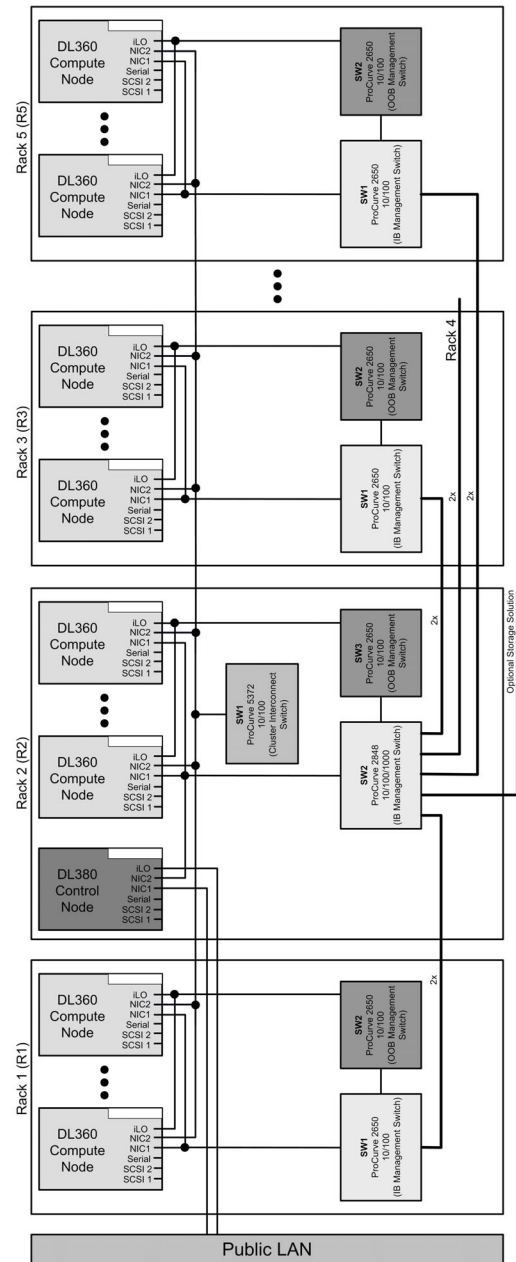 Rack 5 (R5)
DL360
Compute
Node
iLO
NIC2
NIC1
Serial
SCSI 2
SCSI 1
SW2
ProCurve 2650
10/100
(OOB Management
Switch)
DL360
Compute
Node
iLO
NIC2
NIC1
Serial
SCSI 2
SCSI 1
SW1
ProCurve 2650
10/100
(IB Management Switch)
Rack 4
Rack 3 (R3)
DL360
Compute
Node
iLO
NIC2
NIC1
Serial
SCSI 2
SCSI 1
SW2
ProCurve 2650
10/100
(OOB Management
Switch)
DL360
Compute
Node
iLO
NIC2
NIC1
Serial
SCSI 2
SCSI 1
SW1
ProCurve 2650
10/100
(IB Management Switch)
2x
2x
2x
Optional Storage Solution
Rack 2 (R2)
DL360
Compute
Node
iLO
NIC2
NIC1
Serial
SCSI 2
SCSI 1
SW1
ProCurve 5372
10/100
(Cluster Interconnect
Switch)
SW3
ProCurve 2650
10/100
(OOB Management
Switch)
DL360
Compute
Node
iLO
NIC2
NIC1
Serial
SCSI 2
SCSI 1
SW2
ProCurve 2848
10/100/1000
(IB Management Switch)
DL380
Control
Node
iLO
NIC2
NIC1
Serial
SCSI 2
SCSI 1
Rack 1 (R1)
DL360
Compute
Node
iLO
NIC2
NIC1
Serial
SCSI 2
SCSI 1
SW2
ProCurve 2650
10/100
(OOB Management
Switch)
2x
DL360
Compute
Node
iLO
NIC2
NIC1
Serial
SCSI 2
SCSI 1
SW1
ProCurve 2650
10/100
(IB Management Switch)
Public LAN